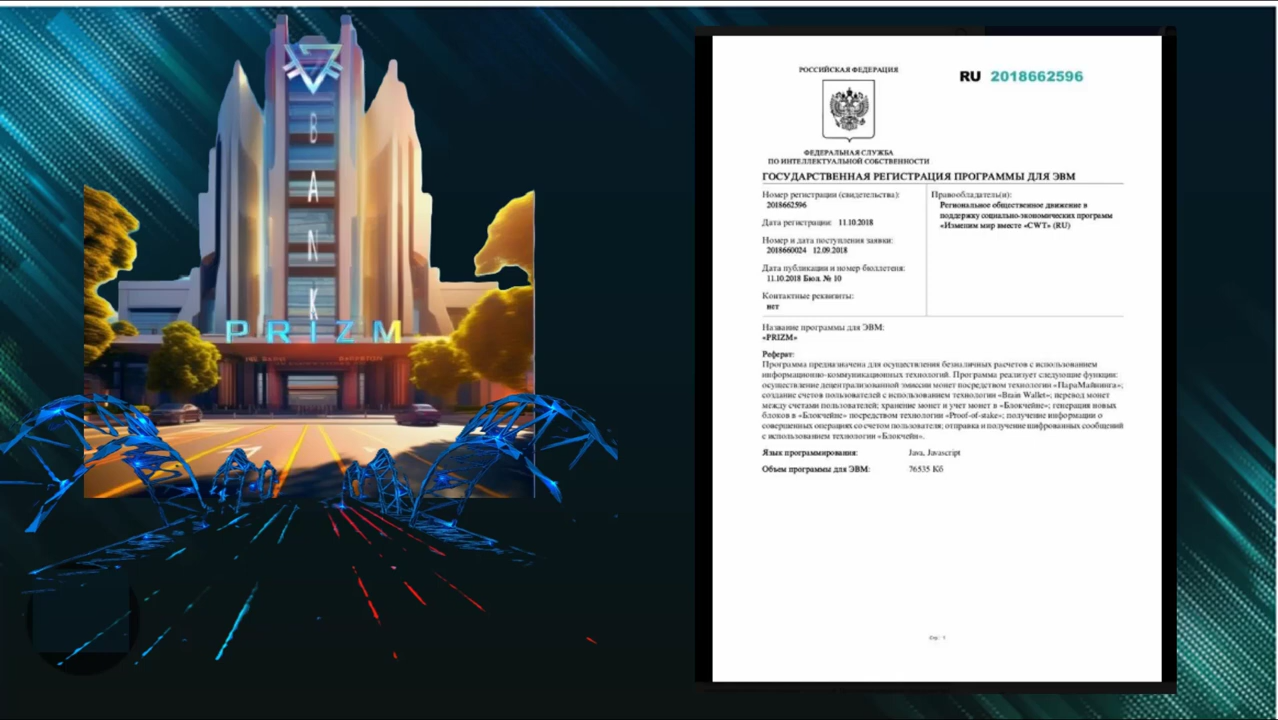 BANK
PRIZM
РОССИЙСКАЯ ФЕДЕРАЦИЯ
RU 2018662596
ФЕДЕРАЛЬНАЯ СЛУЖБА
ПО ИНТЕЛЛЕКТУАЛЬНОЙ СОБСТВЕННОСТИ
ГОСУДАРСТВЕННАЯ РЕГИСТРАЦИЯ ПРОГРАММЫ ДЛЯ ЭВМ
Номер регистрации (свидетельства):
2018662596
Дата регистрации: 11.10.2018
Номер и дата поступления заявки:
2018660024 12.09.2018
Дата публикации и номер бюллетеня:
11.10.2018 Бюл. № 10
Контактные реквизиты:
нет
Правообладатель(и):
Региональное общественное движение в
поддержку социально-экономических программ
«Изменим мир вместе «CWT» (RU)
Название программы для ЭВМ:
«PRIZM»
Реферат:
Программа предназначена для осуществления безналичных расчетов с использованием
информационно-коммуникационных технологий. Программа реализует следующие функции:
осуществление децентрализованной эмиссии монет посредством технологии «ПараМайнинга»;
создание счетов пользователей с использованием технологии «Brain Wallet»; перевод монет
между счетами пользователей; хранение монет и учет монет в «Блокчейне»; генерация новых
блоков в «Блокчейне» посредством технологии «Proof-of-stake»; получение информации о
совершенных операциях со счетом пользователя; отправка и получение шифрованных сообщений
с использованием технологии «Блокчейн».
Язык программирования: Java, Javascript
Объем программы для ЭВМ: 76535 Кб
Стр.: 1